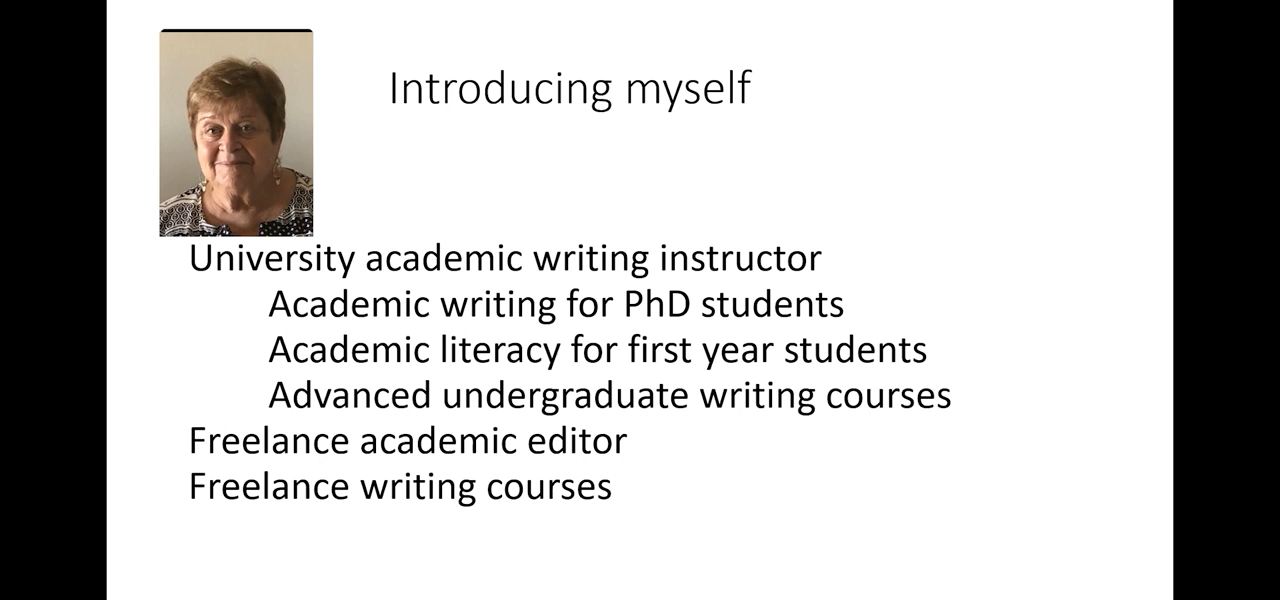 Introducing myself
University academic writing instructor
Academic writing for PhD students
Academic literacy for first year students
Advanced undergraduate writing courses
Freelance academic editor
Freelance writing courses